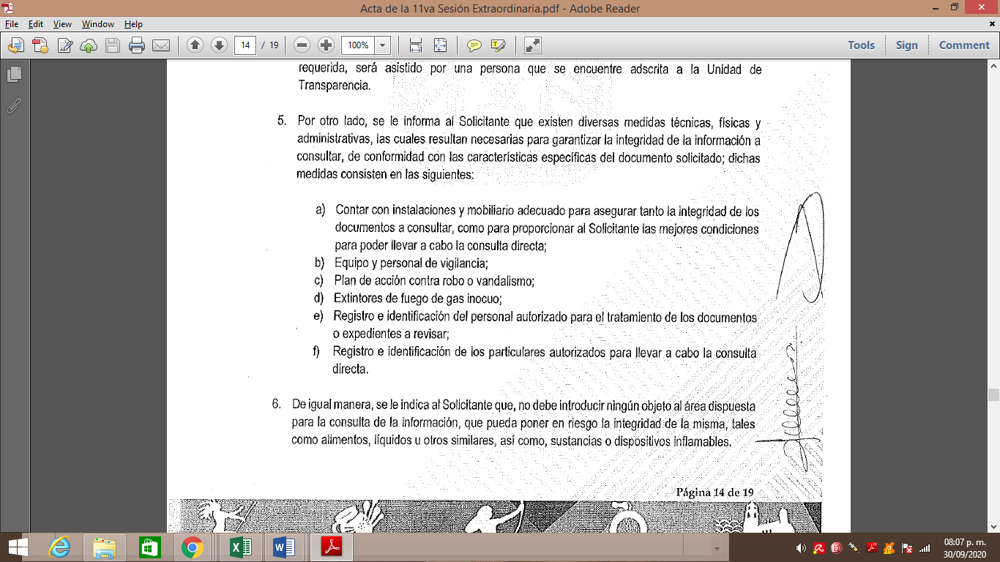 Acta de la 11va Sesión Extraordinaria.pdf - Adobe Reader
File Edit View Window Help
14 / 19 100% Tools Sign Comment
requerida, será asistido por una persona que se encuentre adscrita a la Unidad de
Transparencia.
5. Por otro lado, se le informa al Solicitante que existen diversas medidas técnicas, físicas y
administrativas, las cuales resultan necesarias para garantizar la integridad de la información a
consultar, de conformidad con las características específicas del documento solicitado; dichas
medidas consisten en las siguientes:
a) Contar con instalaciones y mobiliario adecuado para asegurar tanto la integridad de los
documentos a consultar, como para proporcionar al Solicitante las mejores condiciones
para poder llevar a cabo la consulta directa;
b) Equipo y personal de vigilancia;
c) Plan de acción contra robo o vandalismo;
d) Extintores de fuego de gas inocuo;
e) Registro e identificación del personal autorizado para el tratamiento de los documentos
o expedientes a revisar;
f) Registro e identificación de los particulares autorizados para llevar a cabo la consulta
directa.
6. De igual manera, se le indica al Solicitante que, no debe introducir ningún objeto al área dispuesta
para la consulta de la información, que pueda poner en riesgo la integridad de la misma, tales
como alimentos, líquidos u otros similares, así como, sustancias o dispositivos inflamables.
Página 14 de 19
08:07 p. m.
30/09/2020